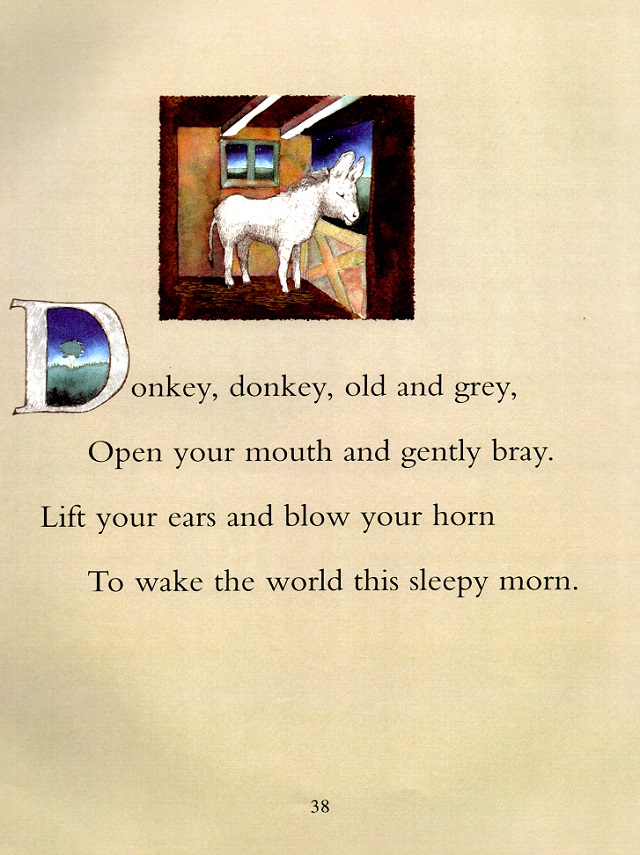 Donkey, donkey, old and grey,
Open your mouth and gently bray.
Lift your ears and blow your horn
To wake the world this sleepy morn.
38